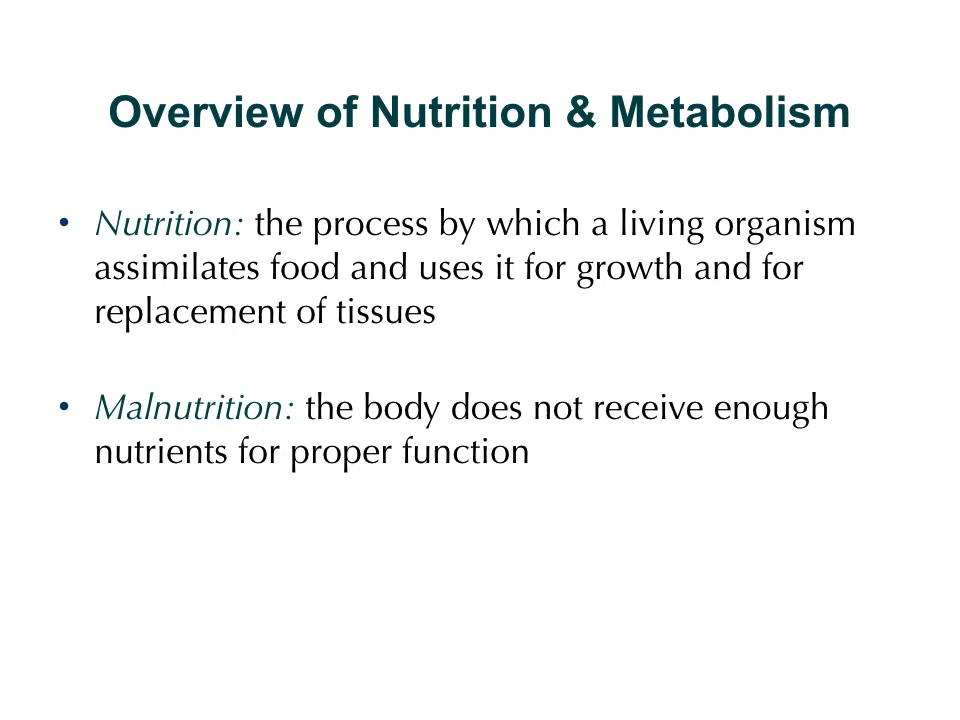 Overview of Nutrition & Metabolism
• Nutrition: the process by which a living organism
assimilates food and uses it for growth and for
replacement of tissues
• Malnutrition: the body does not receive enough
nutrients for proper function